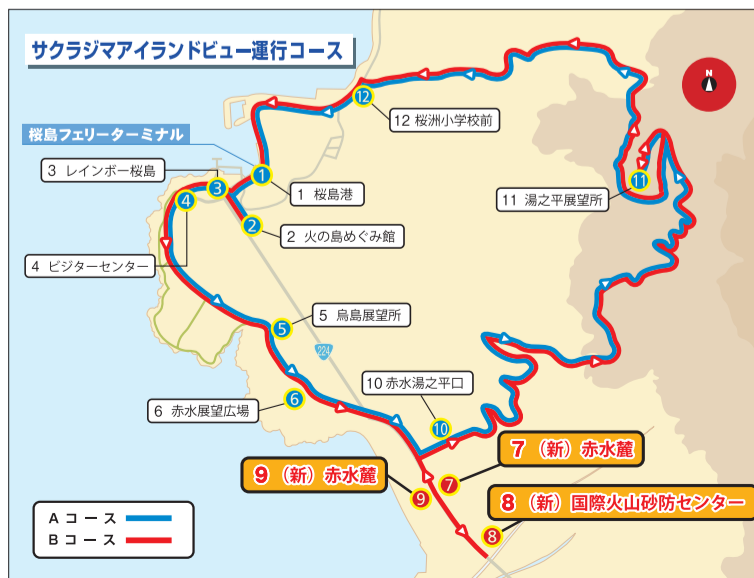 サクラジマアイランドビュー運行コース
N
桜島フェリーターミナル
12
12 桜洲小学校前
3 レインボー桜島
1
1 桜島港
3
4
2
2 火の島めぐみ館
4 ビジターセンター
11
11 湯之平展望所
5
5 烏島展望所
224
6
6 赤水展望広場
10 赤水湯之平口
10
7 (新) 赤水麓
7
9 (新) 赤水麓
9
8 (新) 国際火山砂防センター
8
A コース
B コース